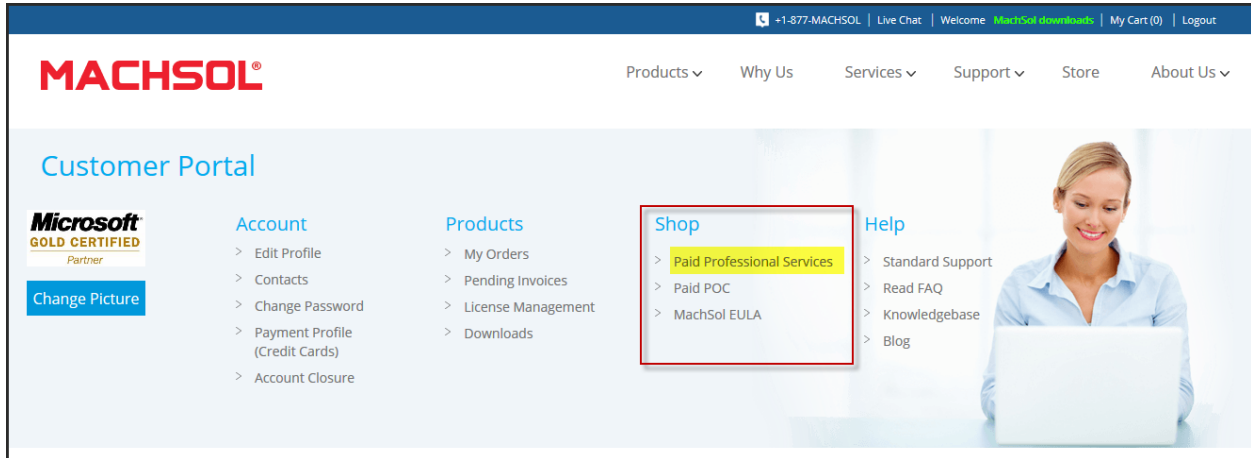 +1-877-MACHSOL | Live Chat | Welcome MachSol downloads | My Cart (0) | Logout
MACHSOL®
Products Why Us Services Support Store About Us
Customer Portal
Microsoft
GOLD CERTIFIED
Partner
Change Picture
Account
> Edit Profile
> Contacts
> Change Password
> Payment Profile
(Credit Cards)
> Account Closure
Products
> My Orders
> Pending Invoices
> License Management
> Downloads
Shop
> Paid Professional Services
> Paid POC
> MachSol EULA
Help
> Standard Support
> Read FAQ
> Knowledgebase
> Blog